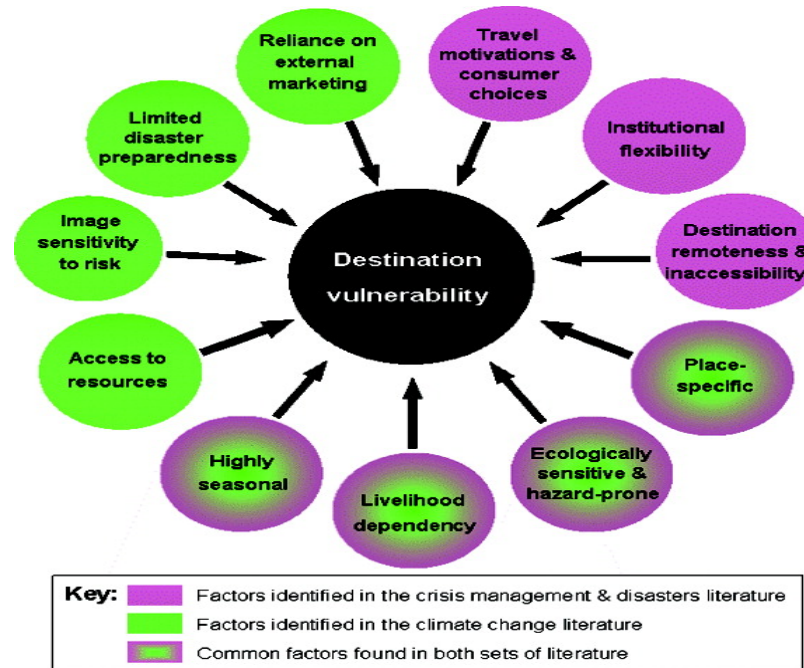 Reliance on
external
marketing
Travel
motivations &
consumer
choices
Limited
disaster
preparedness
Institutional
flexibility
Image
sensitivity
to risk
Destination
vulnerability
Destination
remoteness &
inaccessibility
Access to
resources
Place-
specific
Highly
seasonal
Livelihood
dependency
Ecologically
sensitive &
hazard-prone
Key:
Factors identified in the crisis management & disasters literature
Factors identified in the climate change literature
Common factors found in both sets of literature